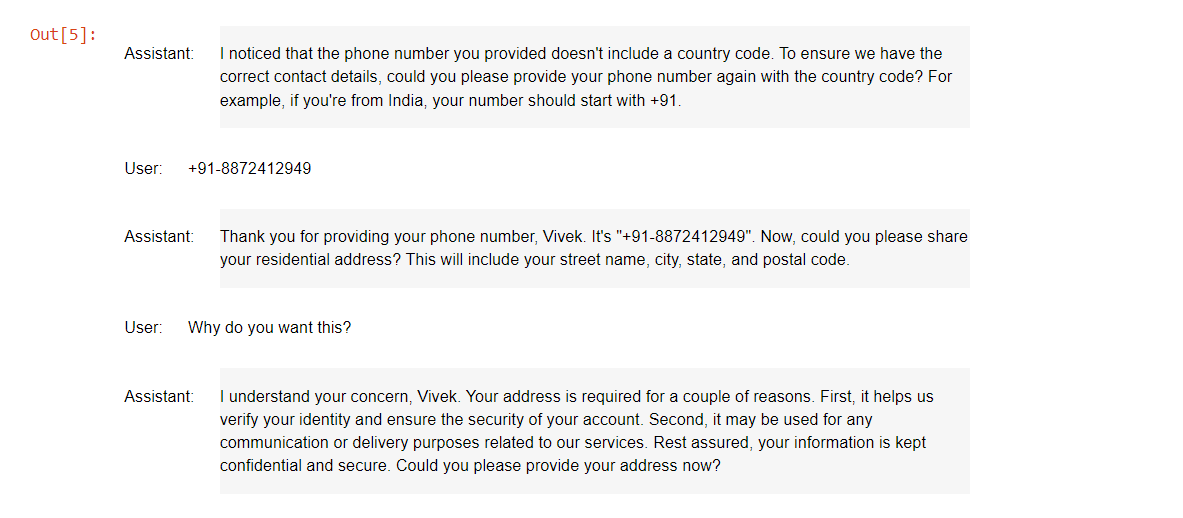 Out[5]:
Assistant: I noticed that the phone number you provided doesn't include a country code. To ensure we have the
correct contact details, could you please provide your phone number again with the country code? For
example, if you're from India, your number should start with +91.
User: +91-8872412949
Assistant: Thank you for providing your phone number, Vivek. It's "+91-8872412949". Now, could you please share
your residential address? This will include your street name, city, state, and postal code.
User: Why do you want this?
Assistant: I understand your concern, Vivek. Your address is required for a couple of reasons. First, it helps us
verify your identity and ensure the security of your account. Second, it may be used for any
communication or delivery purposes related to our services. Rest assured, your information is kept
confidential and secure. Could you please provide your address now?